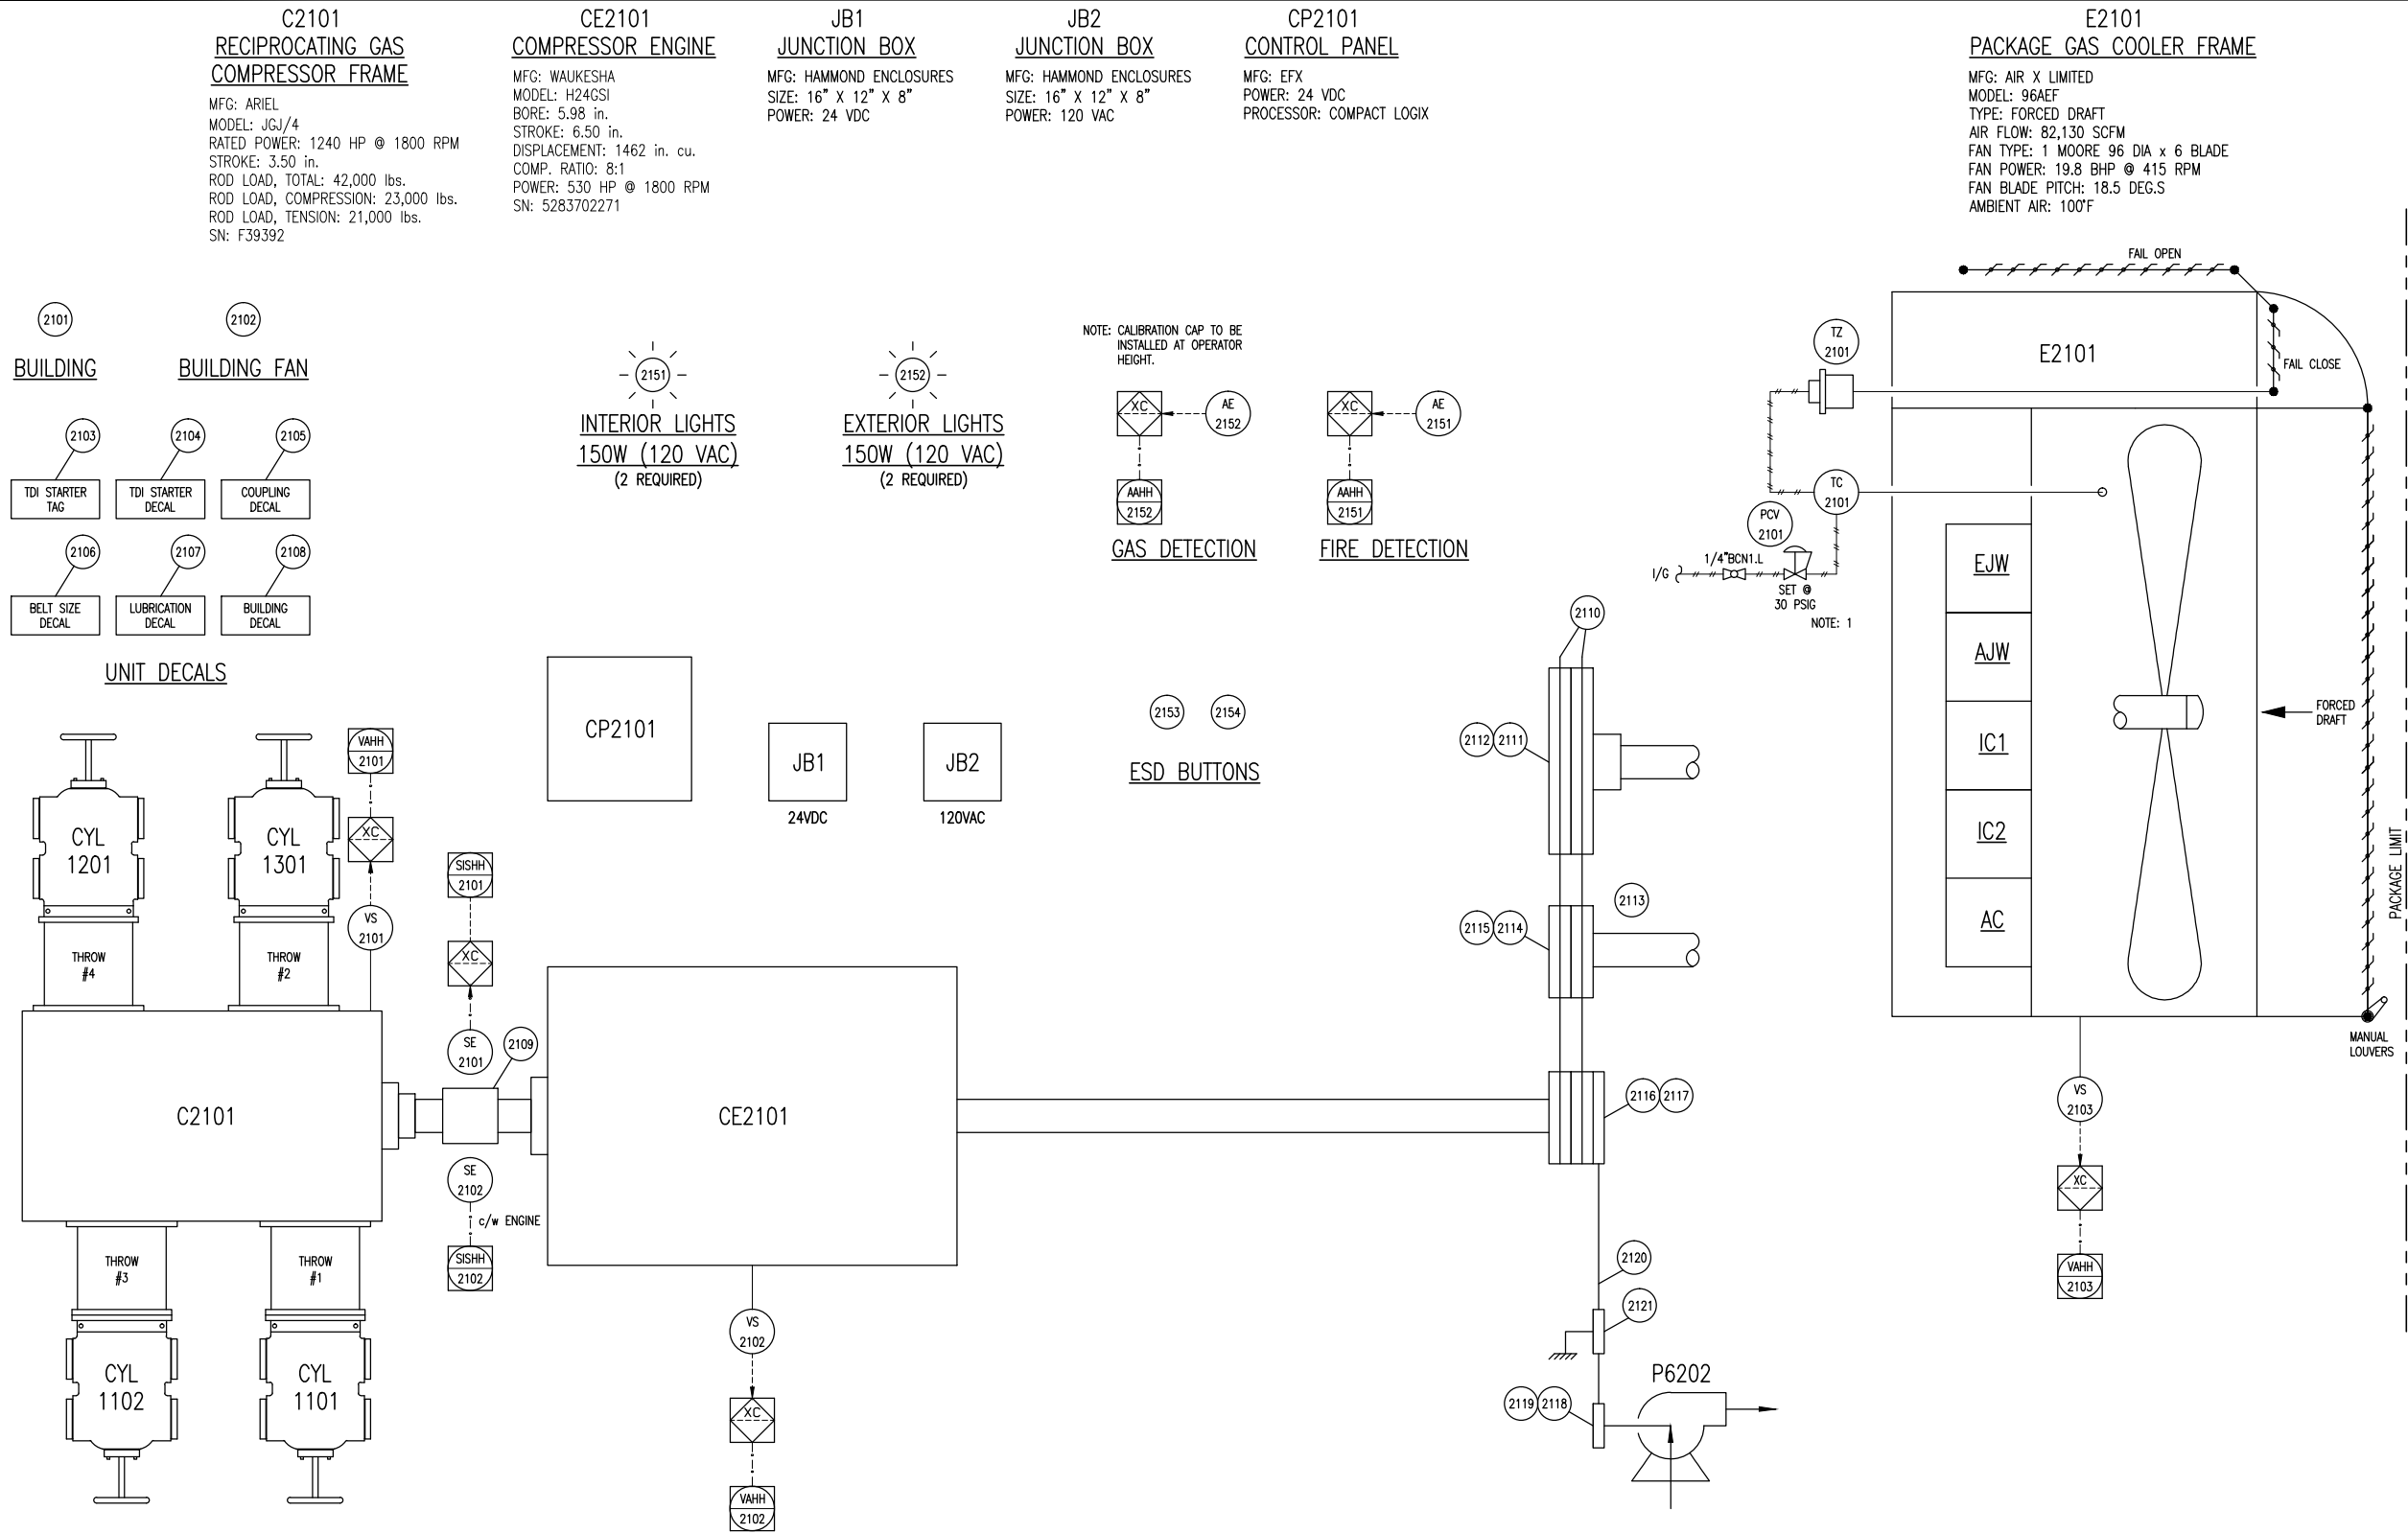 C2101
RECIPROCATING GAS
COMPRESSOR FRAME
MFG: ARIEL
MODEL: JGJ/4
RATED POWER: 1240 HP @ 1800 RPM
STROKE: 3.50 in.
ROD LOAD, TOTAL: 42,000 lbs.
ROD LOAD, COMPRESSION: 23,000 lbs.
ROD LOAD, TENSION: 21,000 lbs.
SN: F39392
CE2101
COMPRESSOR ENGINE
MFG: WAUKESHA
MODEL: H24GSI
BORE: 5.98 in.
STROKE: 6.50 in.
DISPLACEMENT: 1462 in. cu.
COMP. RATIO: 8:1
POWER: 530 HP @ 1800 RPM
SN: 5283702271
JB1
JUNCTION BOX
MFG: HAMMOND ENCLOSURES
SIZE: 16" X 12" X 8"
POWER: 24 VDC
JB2
JUNCTION BOX
MFG: HAMMOND ENCLOSURES
SIZE: 16" X 12" X 8"
POWER: 120 VAC
CP2101
CONTROL PANEL
MFG: EFX
POWER: 24 VDC
PROCESSOR: COMPACT LOGIX
E2101
PACKAGE GAS COOLER FRAME
MFG: AIR X LIMITED
MODEL: 96AEF
TYPE: FORCED DRAFT
AIR FLOW: 82,130 SCFM
FAN TYPE: 1 MOORE 96 DIA x 6 BLADE
FAN POWER: 19.8 BHP @ 415 RPM
FAN BLADE PITCH: 18.5 DEG.S
AMBIENT AIR: 100°F
2101
BUILDING
2102
BUILDING FAN
2103
TDI STARTER
TAG
2104
TDI STARTER
DECAL
2105
COUPLING
DECAL
2106
BELT SIZE
DECAL
2107
LUBRICATION
DECAL
2108
BUILDING
DECAL
UNIT DECALS
2151
INTERIOR LIGHTS
150W (120 VAC)
(2 REQUIRED)
2152
EXTERIOR LIGHTS
150W (120 VAC)
(2 REQUIRED)
NOTE: CALIBRATION CAP TO BE
INSTALLED AT OPERATOR
HEIGHT.
XC
AE
2152
AAHH
2152
GAS DETECTION
XC
AE
2151
AAHH
2151
FIRE DETECTION
FAIL OPEN
FAIL CLOSE
TZ
2101
E2101
TC
2101
PCV
2101
1/4"BCN1.L
I/G
SET @
30 PSIG
NOTE: 1
EJW
AJW
IC1
IC2
AC
FORCED
DRAFT
PACKAGE LIMIT
MANUAL
LOUVERS
VS
2103
XC
VAHH
2103
CP2101
JB1
24VDC
JB2
120VAC
2153
2154
ESD BUTTONS
2110
2112
2111
2113
2115
2114
2116
2117
2120
2121
2119
2118
P6202
CYL
1201
CYL
1301
VAHH
2101
XC
VS
2101
THROW
#4
THROW
#2
SISHH
2101
XC
SE
2101
2109
C2101
CE2101
SE
2102
c/w ENGINE
SISHH
2102
THROW
#3
THROW
#1
CYL
1102
CYL
1101
VS
2102
XC
VAHH
2102